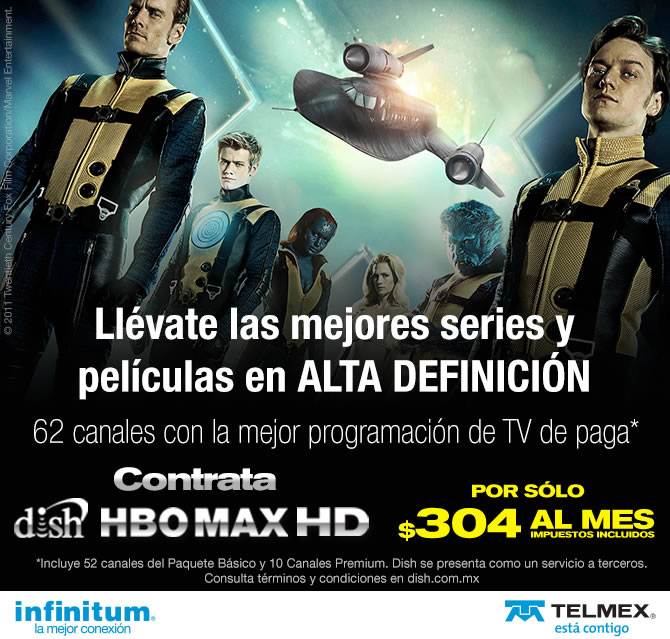 © 2011 Twentieth Century Fox Film Corporation/Marvel Entertainment.
Llévate las mejores series y
películas en ALTA DEFINICIÓN
62 canales con la mejor programación de TV de paga*
Contrata
dish HBO MAX HD
POR SÓLO
$304 AL MES
IMPUESTOS INCLUIDOS
*Incluye 52 canales del Paquete Básico y 10 Canales Premium. Dish se presenta como un servicio a terceros.
Consulta términos y condiciones en dish.com.mx
infinitum®
la mejor conexión
TELMEX®
está contigo